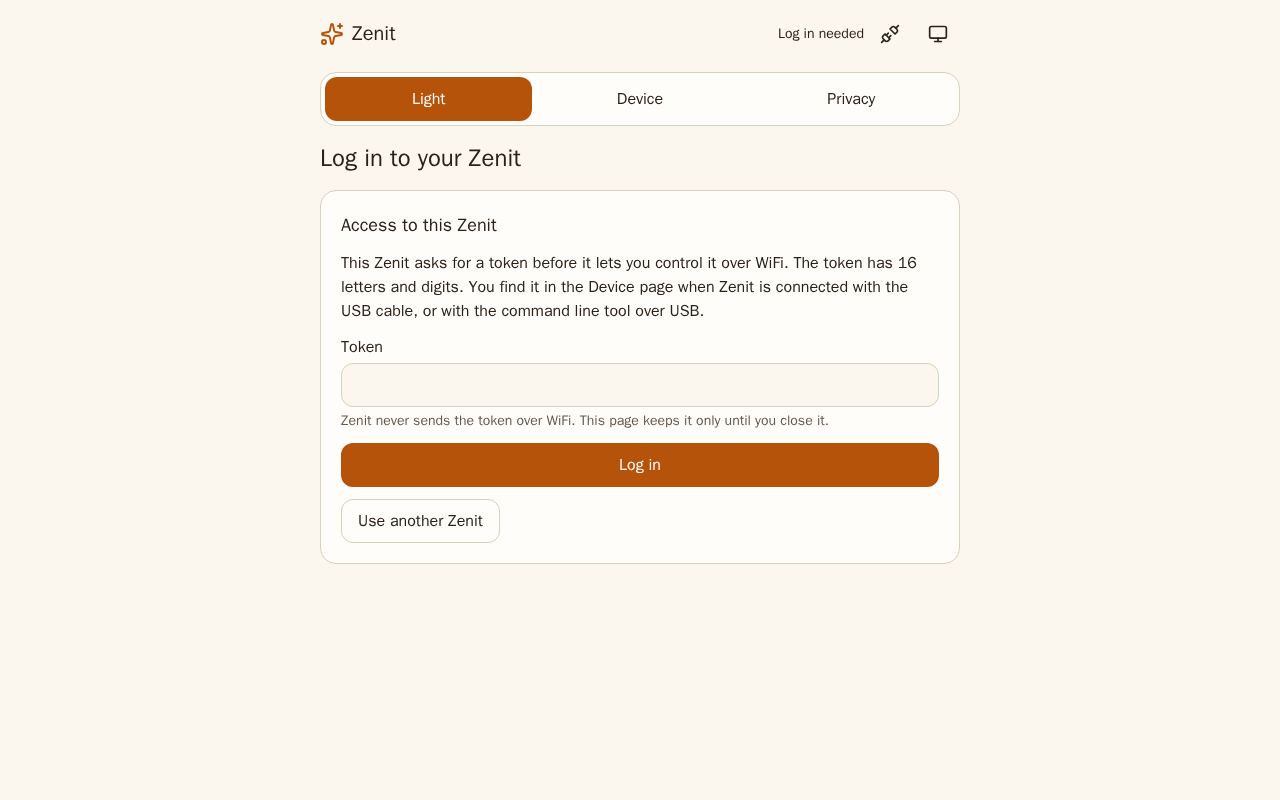 Zenit
Log in needed
Light
Device
Privacy
Log in to your Zenit
Access to this Zenit
This Zenit asks for a token before it lets you control it over WiFi. The token has 16
letters and digits. You find it in the Device page when Zenit is connected with the
USB cable, or with the command line tool over USB.
Token
Zenit never sends the token over WiFi. This page keeps it only until you close it.
Log in
Use another Zenit